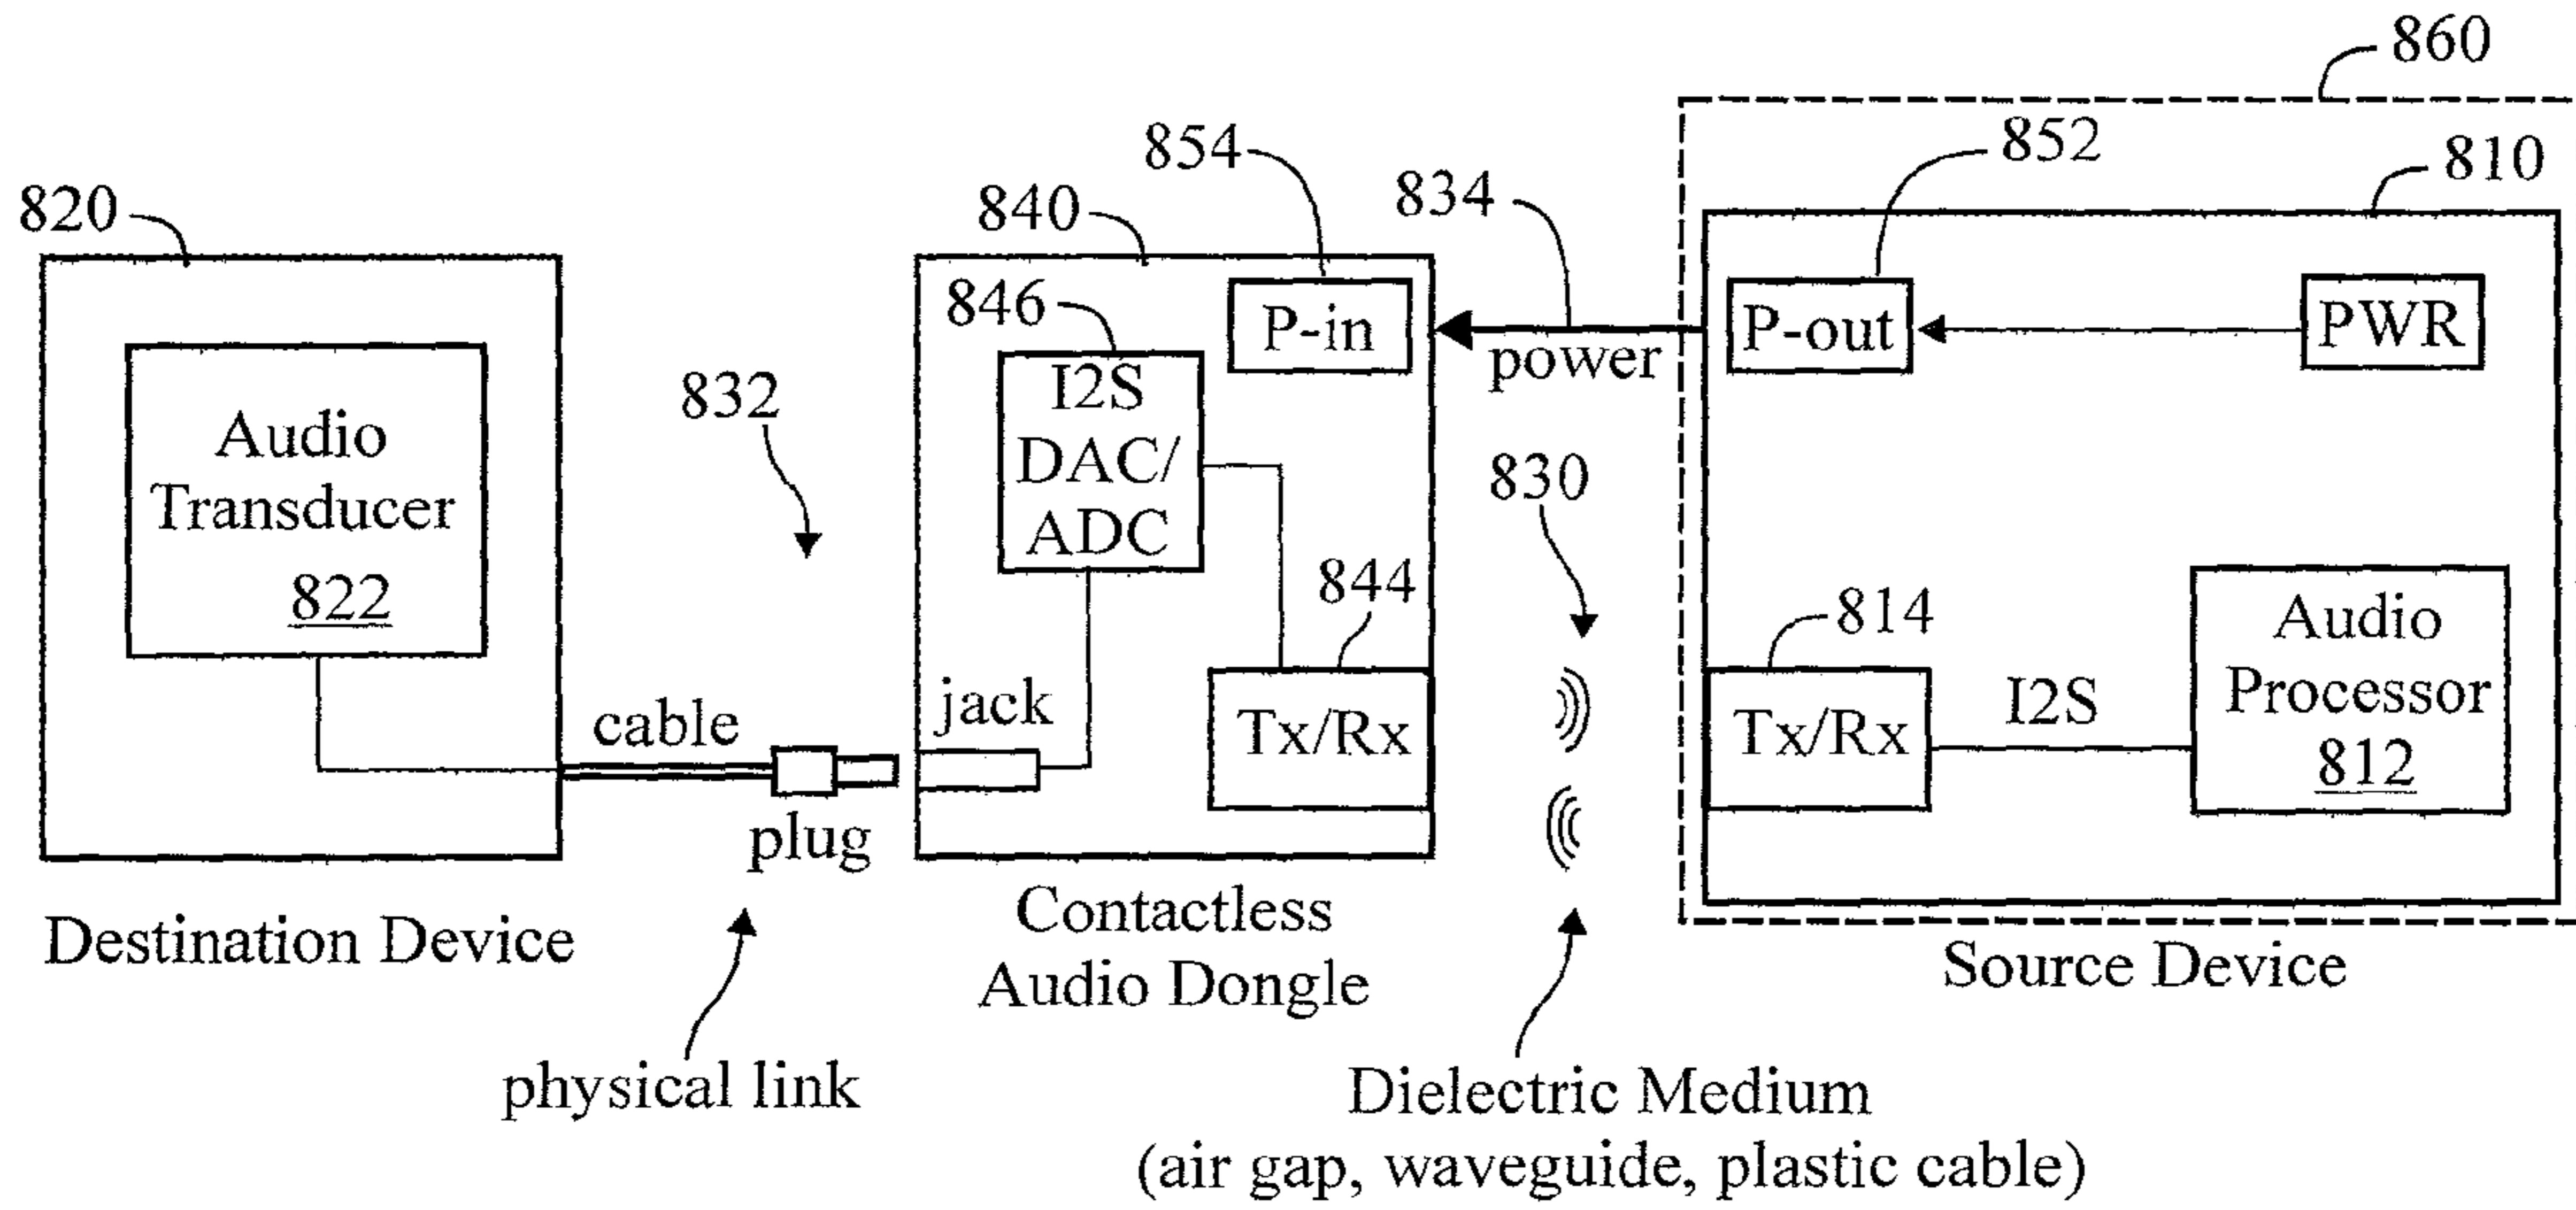 860
852
810
854
834
840
820
P-in
P-out
PWR
846
power
I2S
DAC/
ADC
832
830
Audio
Transducer
822
844
814
Audio
Processor
812
Tx/Rx
Tx/Rx
I2S
jack
cable
plug
Destination Device
Contactless
Audio Dongle
Source Device
physical link
Dielectric Medium
(air gap, waveguide, plastic cable)